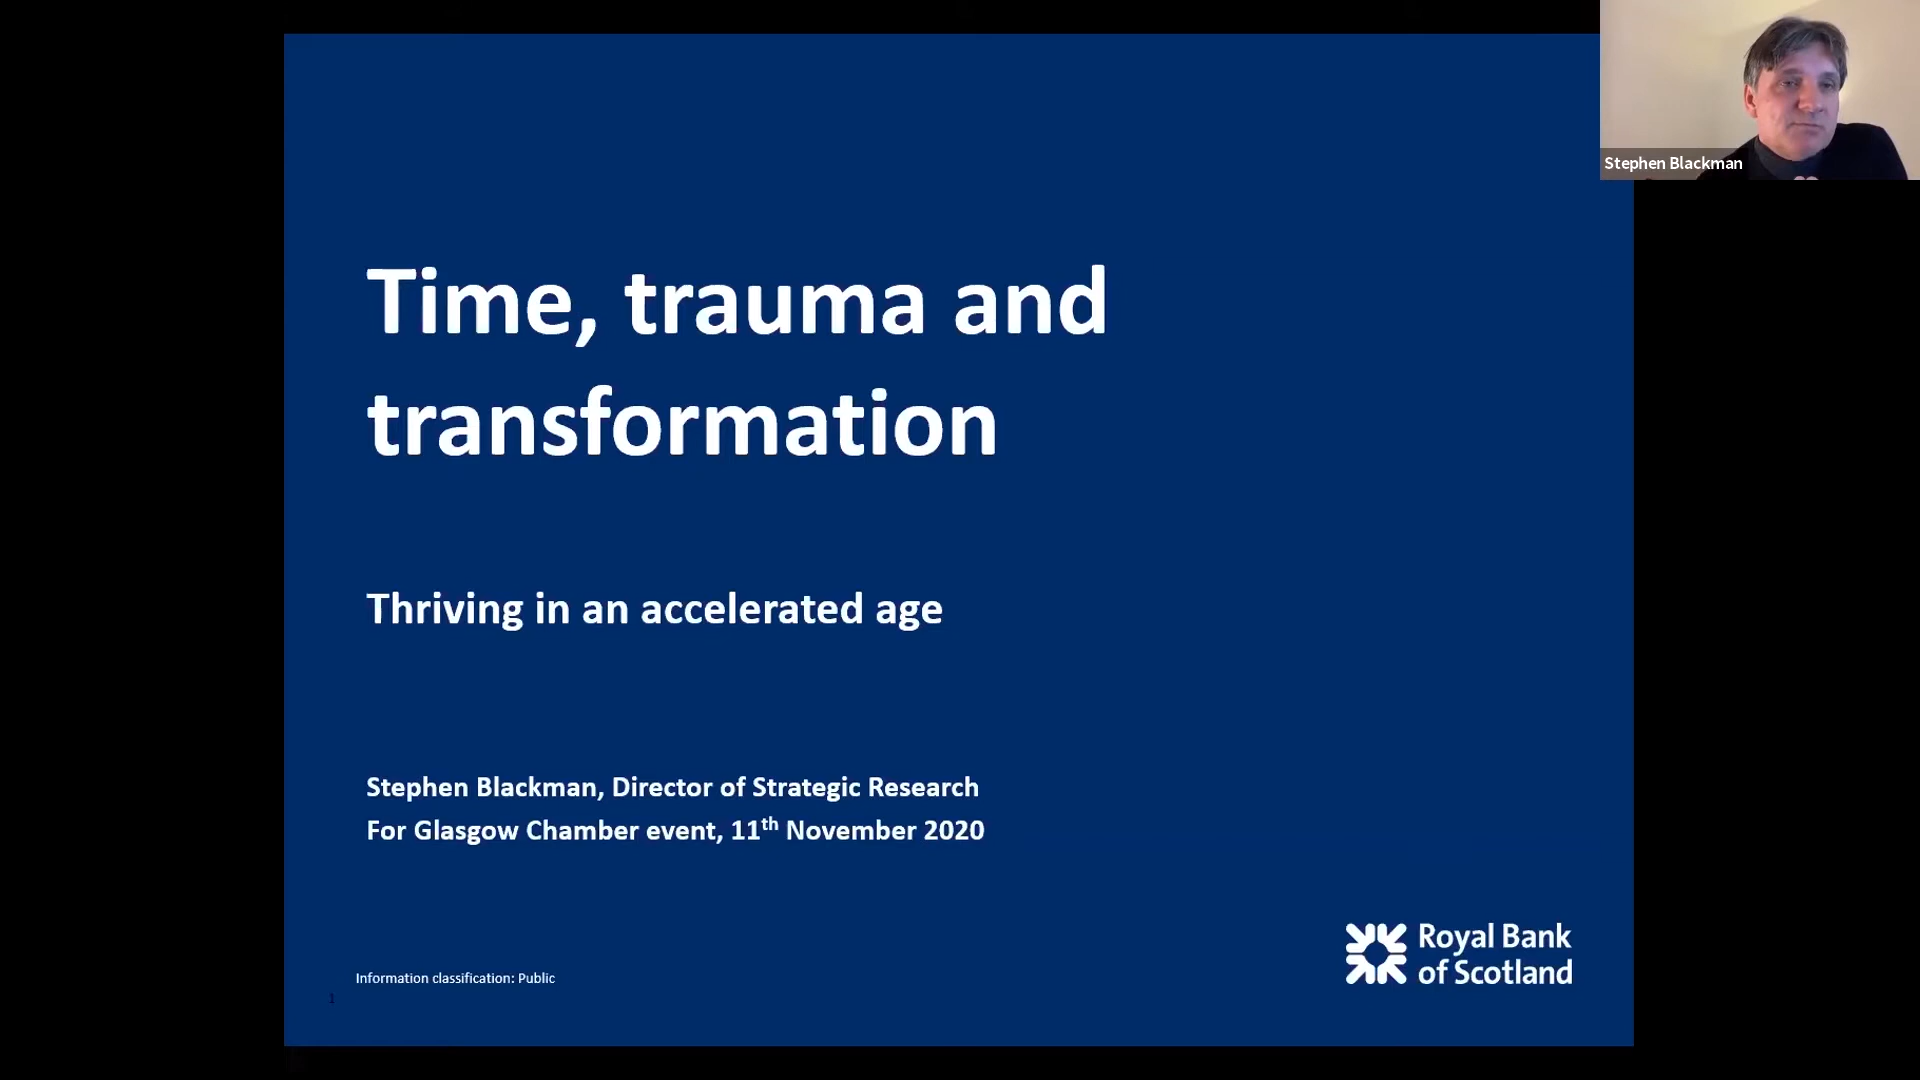 Stephen Blackman
Time, trauma and
transformation
Thriving in an accelerated age
Stephen Blackman, Director of Strategic Research
For Glasgow Chamber event, 11th November 2020
Royal Bank
of Scotland
Information classification: Public
1